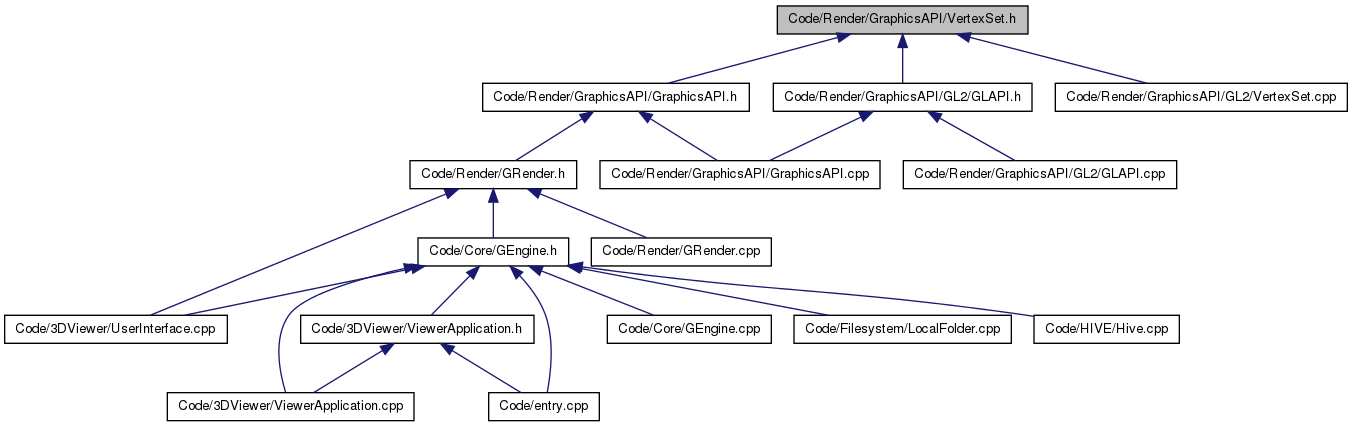 Code/Render/GraphicsAPI/VertexSet.h
Code/Render/GraphicsAPI/GraphicsAPI.h
Code/Render/GraphicsAPI/GL2/GLAPI.h
Code/Render/GraphicsAPI/GL2/VertexSet.cpp
Code/Render/GRender.h
Code/Render/GraphicsAPI/GraphicsAPI.cpp
Code/Render/GraphicsAPI/GL2/GLAPI.cpp
Code/Core/GEngine.h
Code/Render/GRender.cpp
Code/3DViewer/UserInterface.cpp
Code/3DViewer/ViewerApplication.h
Code/Core/GEngine.cpp
Code/Filesystem/LocalFolder.cpp
Code/HIVE/Hive.cpp
Code/3DViewer/ViewerApplication.cpp
Code/entry.cpp